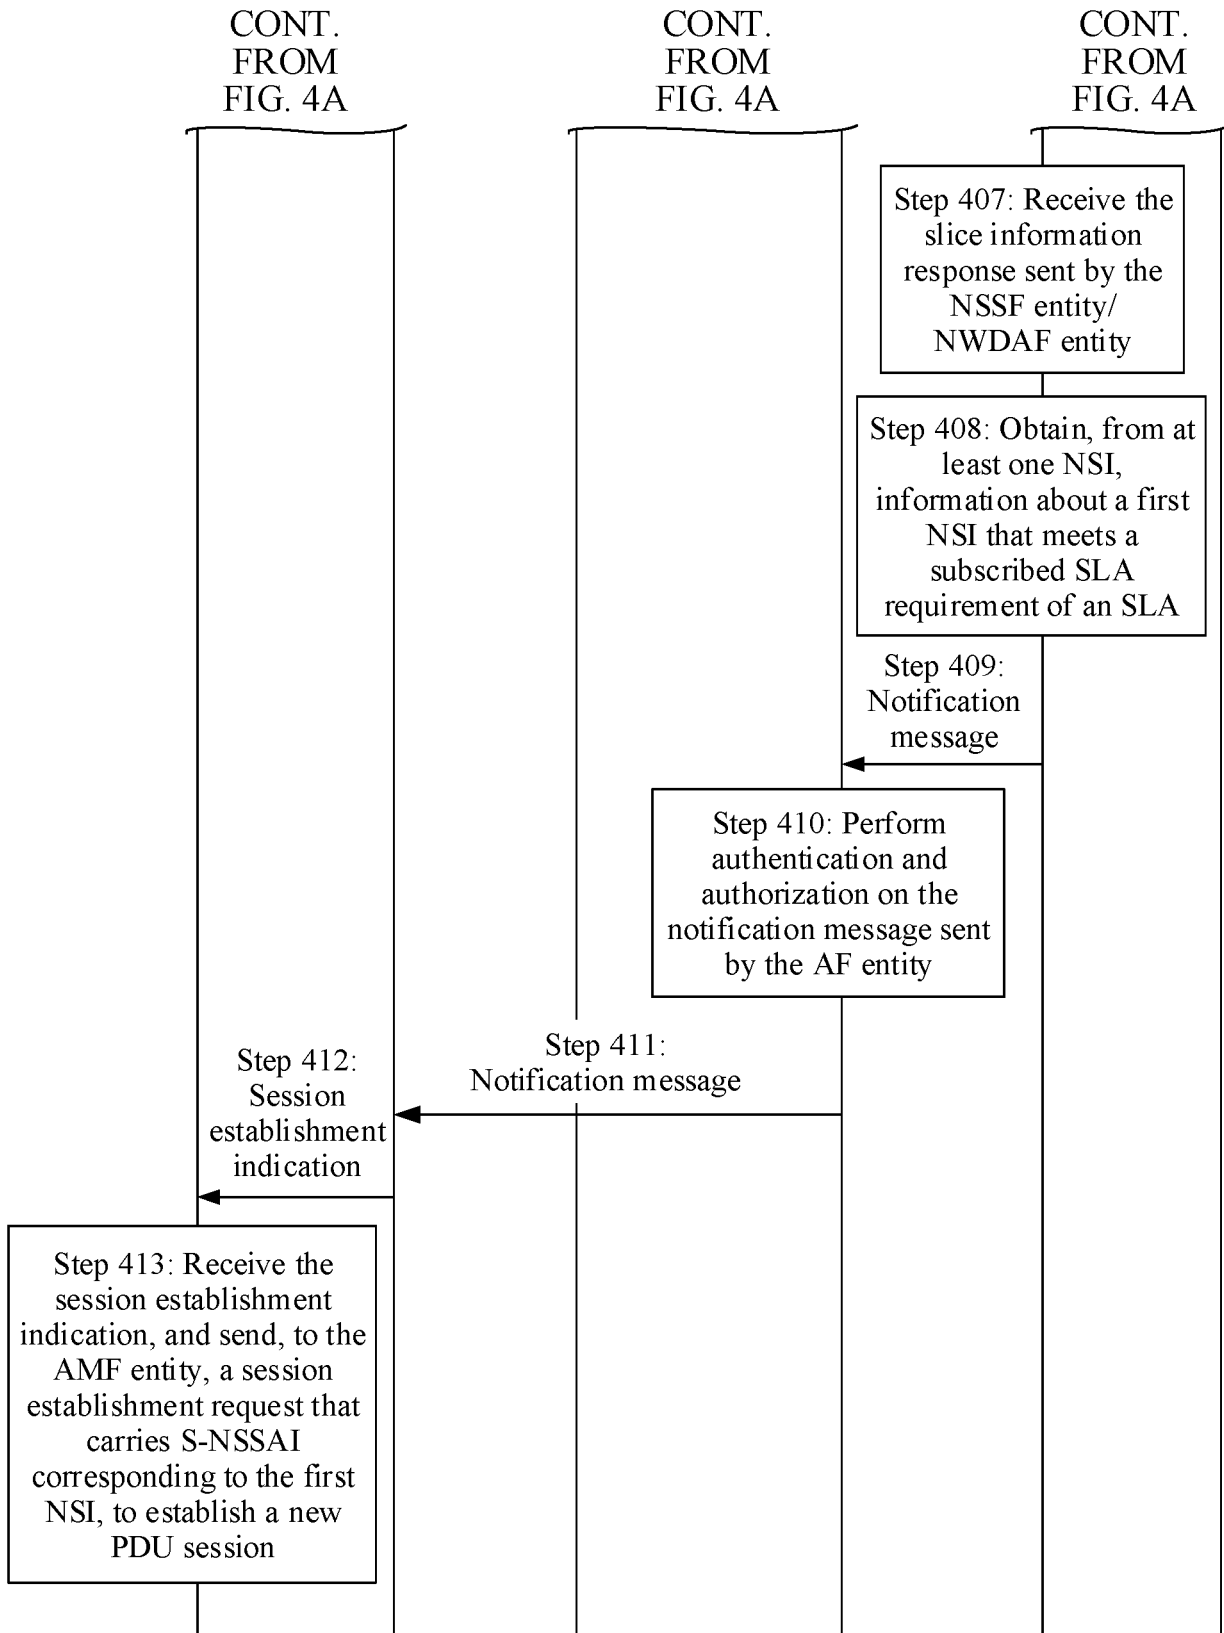 CONT.
FROM
FIG. 4A
CONT.
FROM
FIG. 4A
CONT.
FROM
FIG. 4A
Step 407: Receive the
slice information
response sent by the
NSSF entity/
NWDAF entity
Step 408: Obtain, from at
least one NSI,
information about a first
NSI that meets a
subscribed SLA
requirement of an SLA
Step 409:
Notification
message
Step 410: Perform
authentication and
authorization on the
notification message sent
by the AF entity
Step 411:
Notification message
Step 412:
Session
establishment
indication
Step 413: Receive the
session establishment
indication, and send, to the
AMF entity, a session
establishment request that
carries S-NSSAI
corresponding to the first
NSI, to establish a new
PDU session